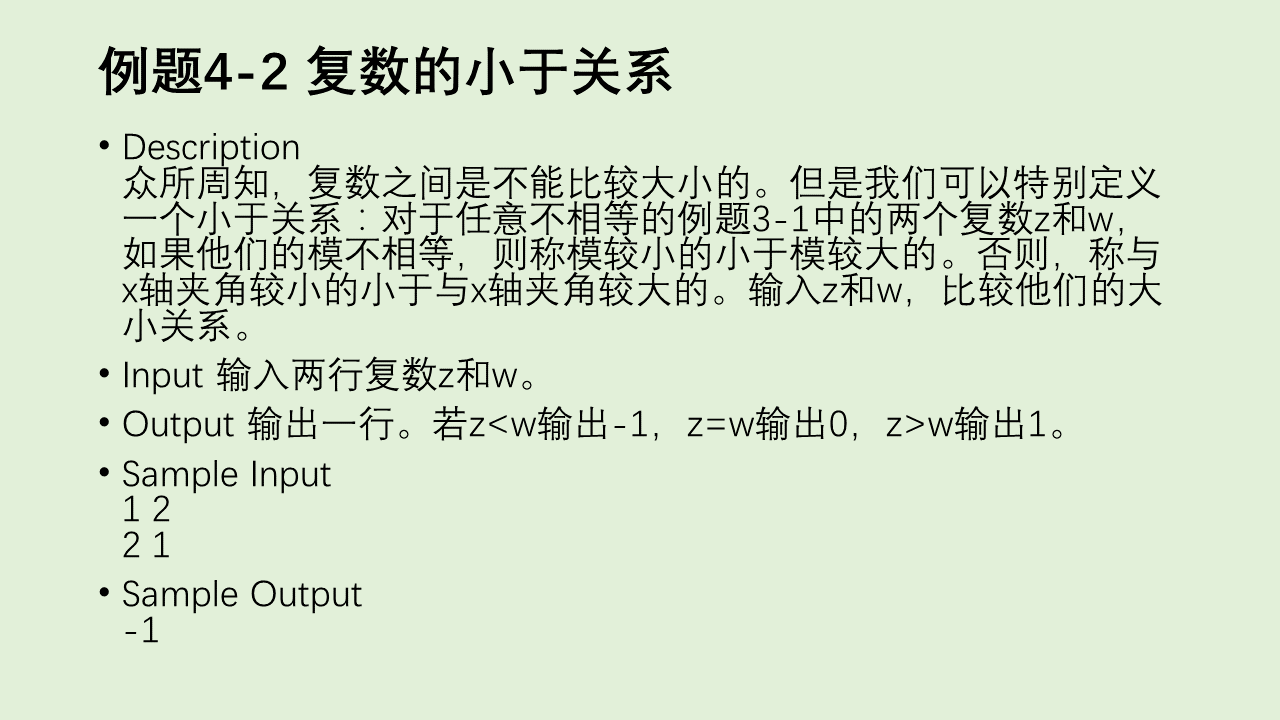 例题4-2 复数的小于关系
• Description
众所周知，复数之间是不能比较大小的。但是我们可以特别定义
一个小于关系：对于任意不相等的例题3-1中的两个复数z和w，
如果他们的模不相等，则称模较小的小于模较大的。否则，称与
x轴夹角较小的小于与x轴夹角较大的。输入z和w，比较他们的大
小关系。
• Input 输入两行复数z和w。
• Output 输出一行。若z<w输出-1，z=w输出0，z>w输出1。
• Sample Input
1 2
2 1
• Sample Output
-1